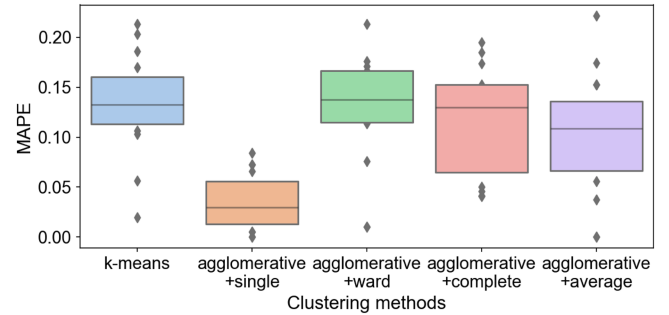 MAPE
0.20
0.15
0.10
0.05
0.00
k-means
agglomerative
+single
agglomerative
+ward
agglomerative
+complete
agglomerative
+average
Clustering methods